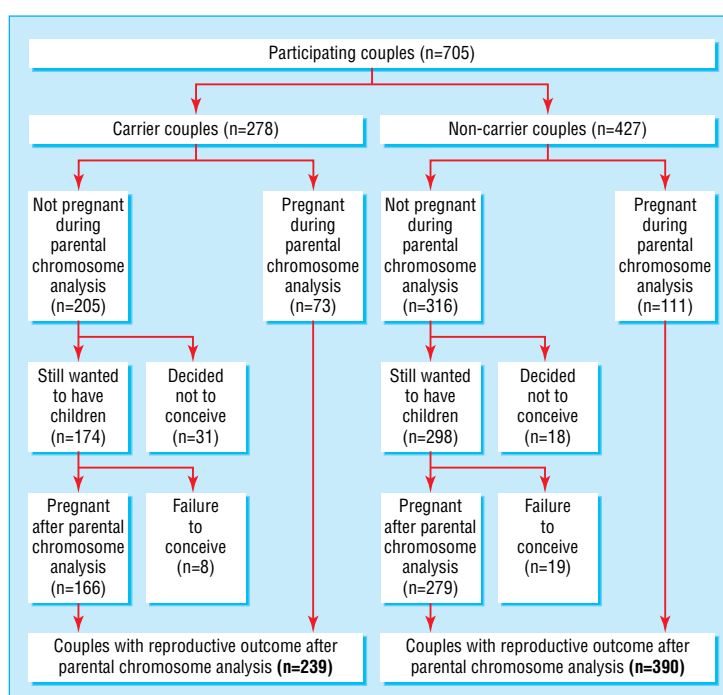 Participating couples (n=705)
Carrier couples (n=278)
Non-carrier couples (n=427)
Not pregnant
during
parental
chromosome
analysis
(n=205)
Pregnant
during
parental
chromosome
analysis
(n=73)
Not pregnant
during
parental
chromosome
analysis
(n=316)
Pregnant
during
parental
chromosome
analysis
(n=111)
Still wanted
to have
children
(n=174)
Decided
not to
conceive
(n=31)
Still wanted
to have
children
(n=298)
Decided
not to
conceive
(n=18)
Pregnant
after parental
chromosome
analysis
(n=166)
Failure
to
conceive
(n=8)
Pregnant
after parental
chromosome
analysis
(n=279)
Failure
to
conceive
(n=19)
Couples with reproductive outcome after
parental chromosome analysis (n=239)
Couples with reproductive outcome after
parental chromosome analysis (n=390)